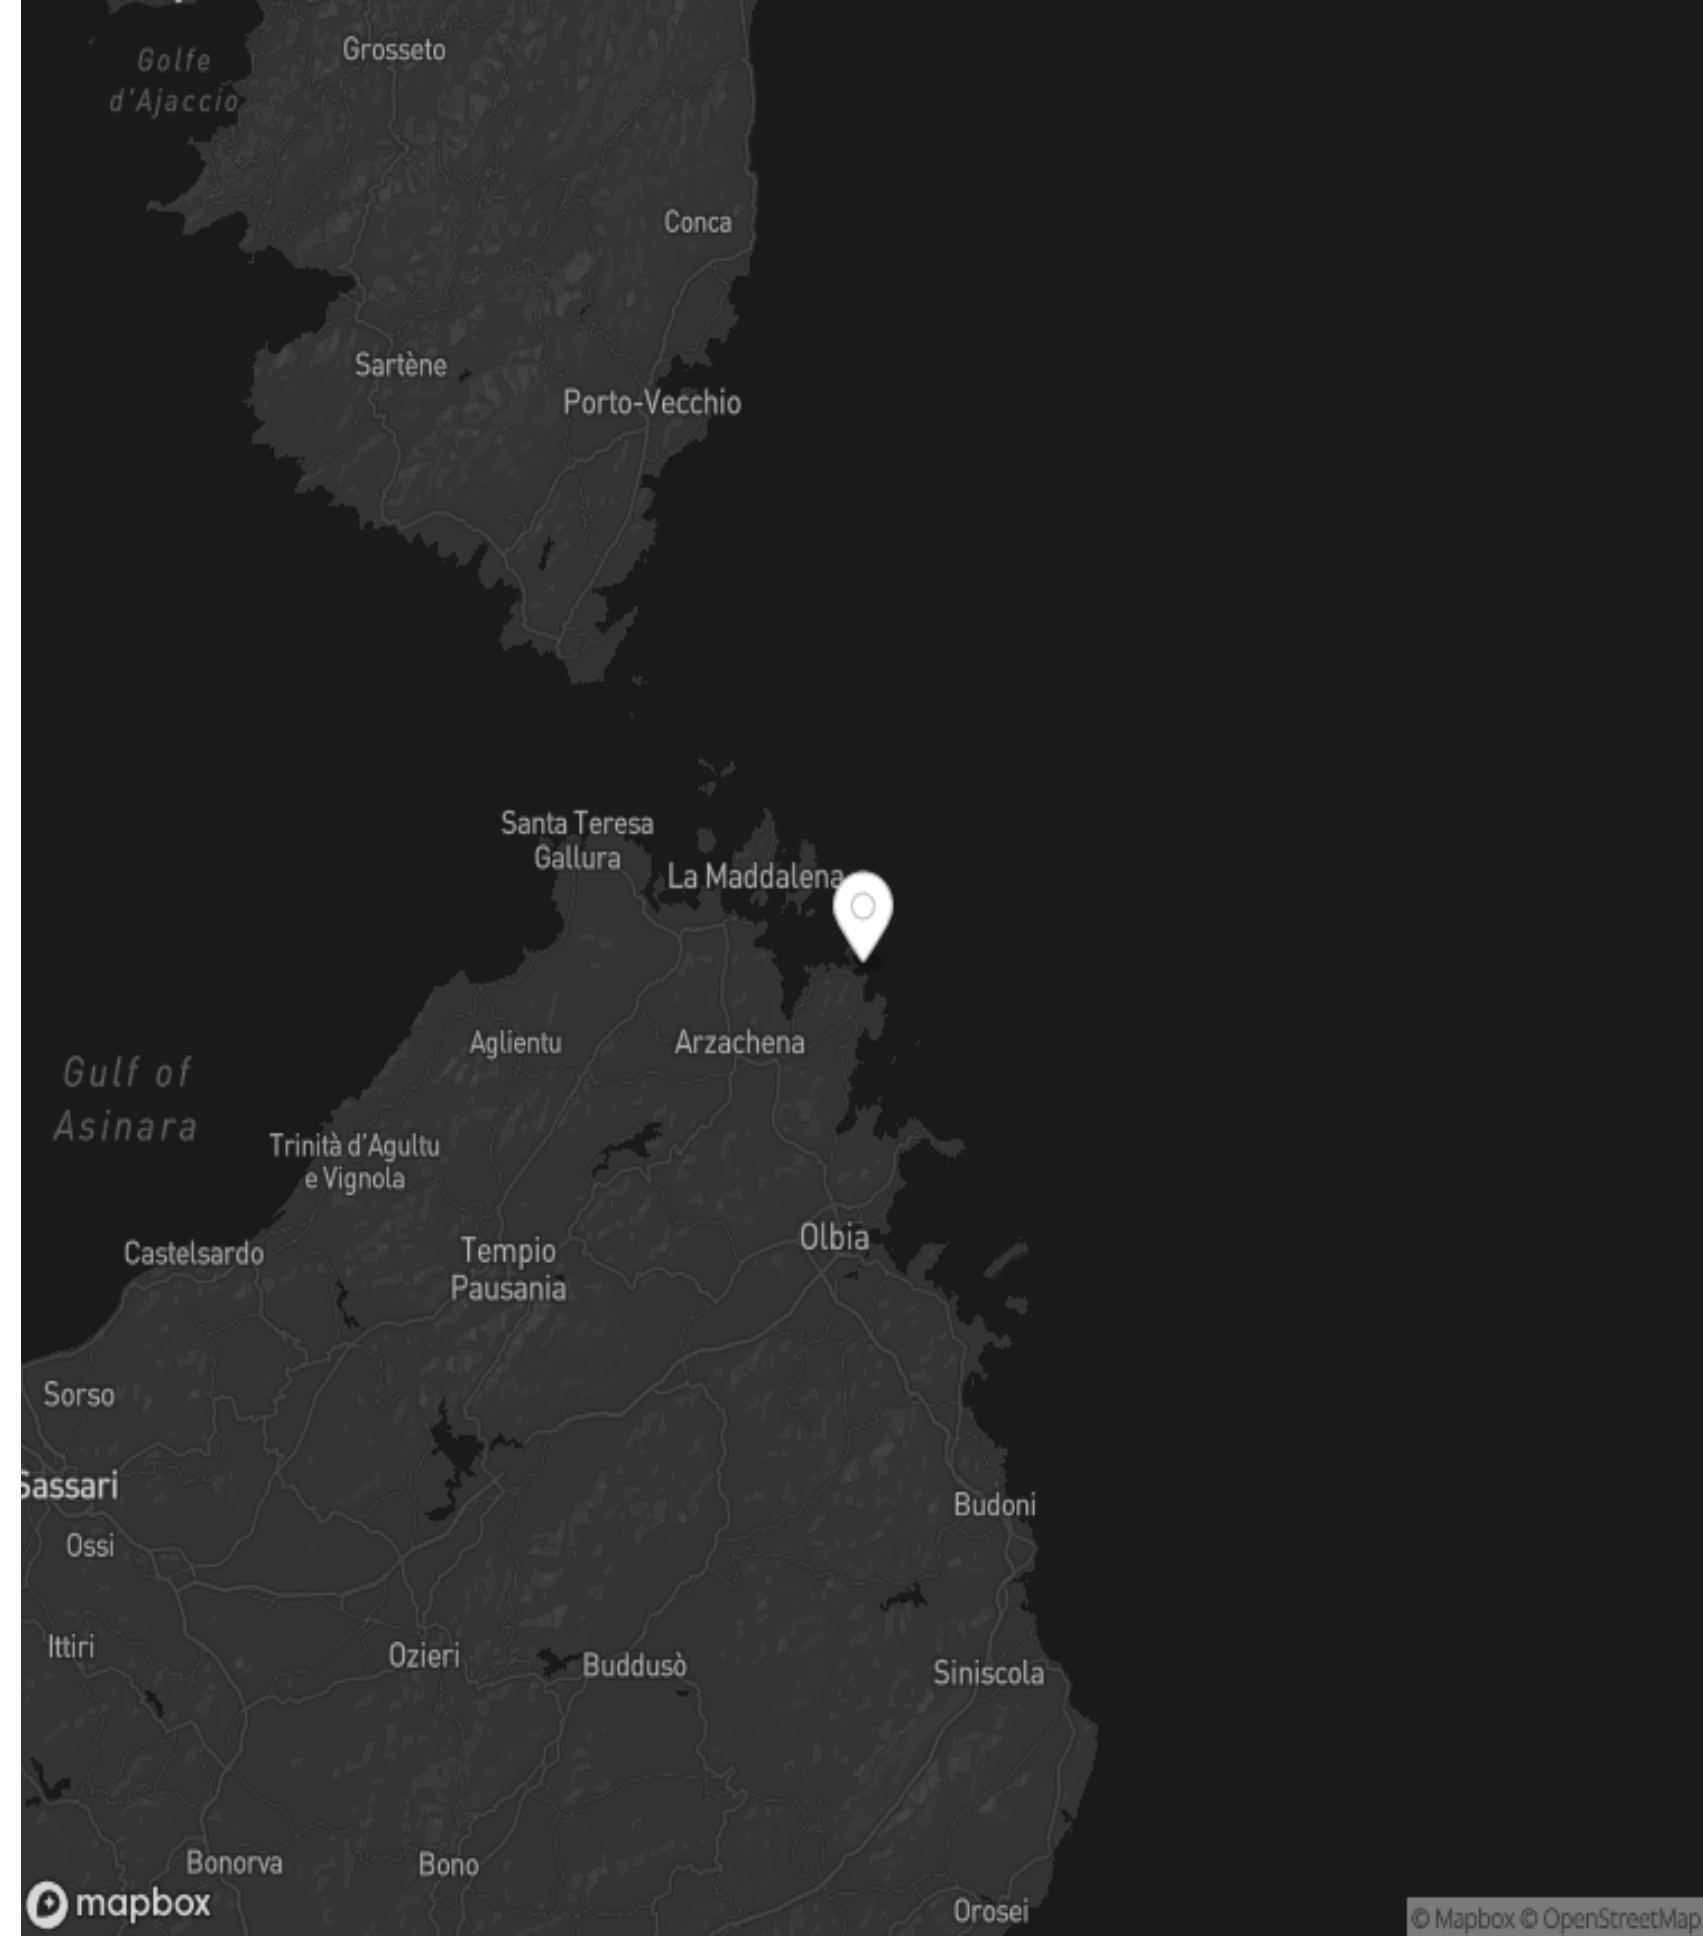 Grosseto
Golfe
d'Ajaccio
Conca
Sartène
Porto-Vecchio
Santa Teresa
Gallura
La Maddalena
Aglientu
Arzachena
Gulf of
Asinara
Trinità d'Agultu
e Vignola
Olbia
Castelsardo
Tempio
Pausania
Sorso
Sassari
Budoni
Ossi
Ittiri
Ozieri
Buddusò
Siniscola
Bonorva
Bono
mapbox
Orosei
© Mapbox © OpenStreetMap